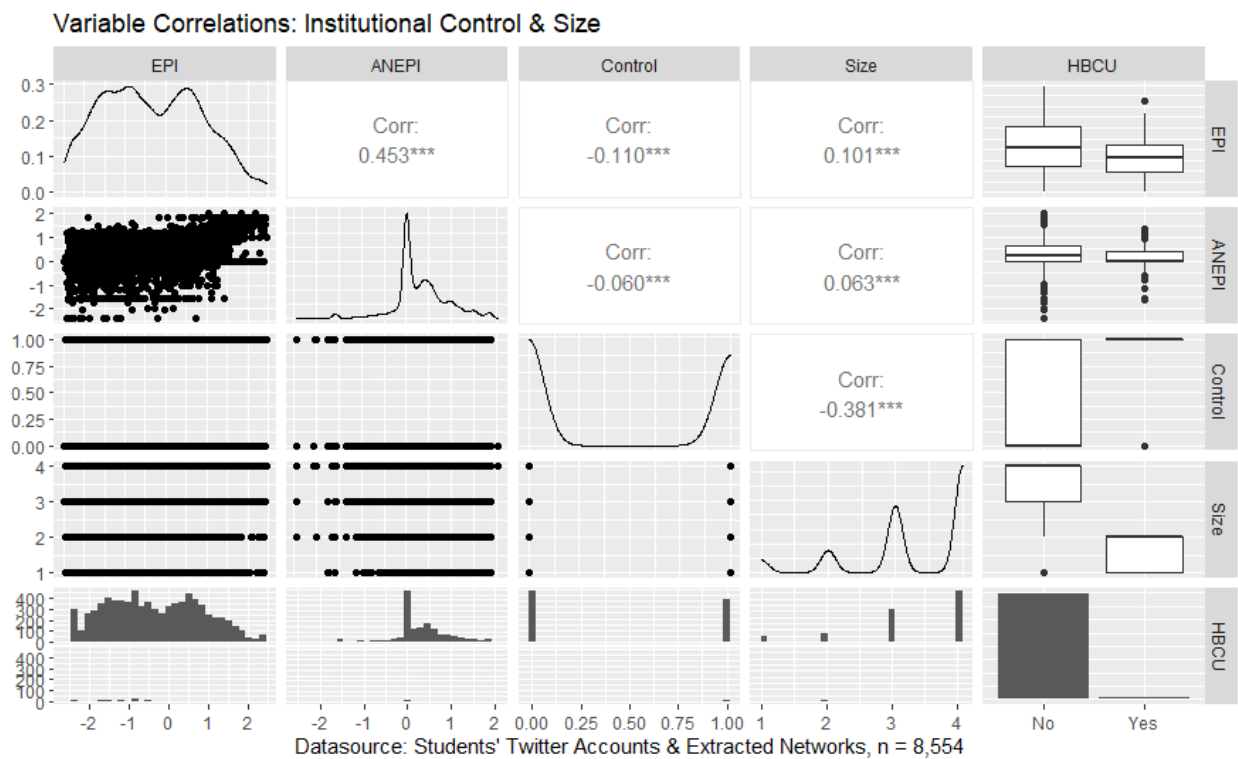 Variable Correlations: Institutional Control & Size
EPI ANEPI Control Size HBCU
0.3
0.2
0.1
0.0
Corr:
0.453***
Corr:
-0.110***
Corr:
0.101***
EPI
2
1
0
-1
-2
Corr:
-0.060***
Corr:
0.063***
ANEPI
1.00
0.75
0.50
0.25
0.00
Corr:
-0.381***
Control
4
3
2
1
Size
400
300
200
100
0
400
300
200
100
0
HBCU
-2 -1 0 1 2 -2 -1 0 1 2 0.00 0.25 0.50 0.75 1.00 1 2 3 4 No Yes
Datasource: Students' Twitter Accounts & Extracted Networks, n = 8,554